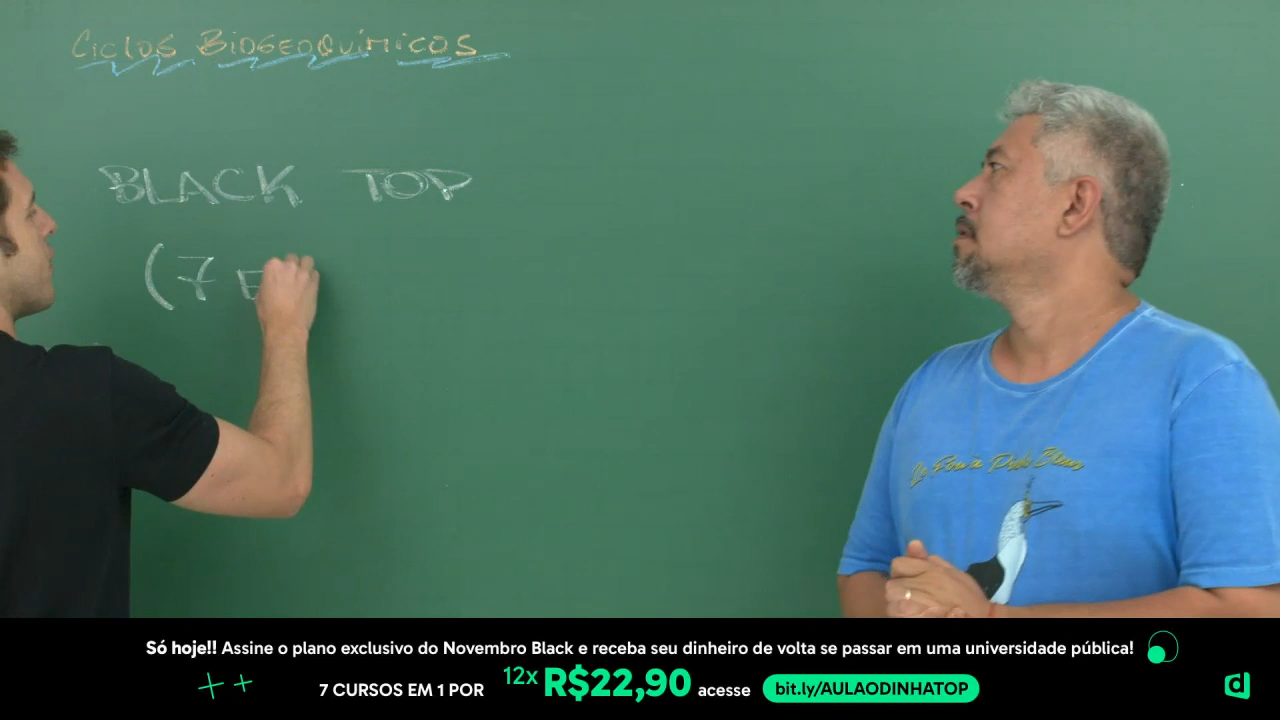 CICLOS BIOGEOQUÍMICOS
BLACK TOP
(7 E
Só hoje!! Assine o plano exclusivo do Novembro Black e receba seu dinheiro de volta se passar em uma universidade pública!
7 CURSOS EM 1 POR 12x R$22,90 acesse bit.ly/AULAODINHATOP
d